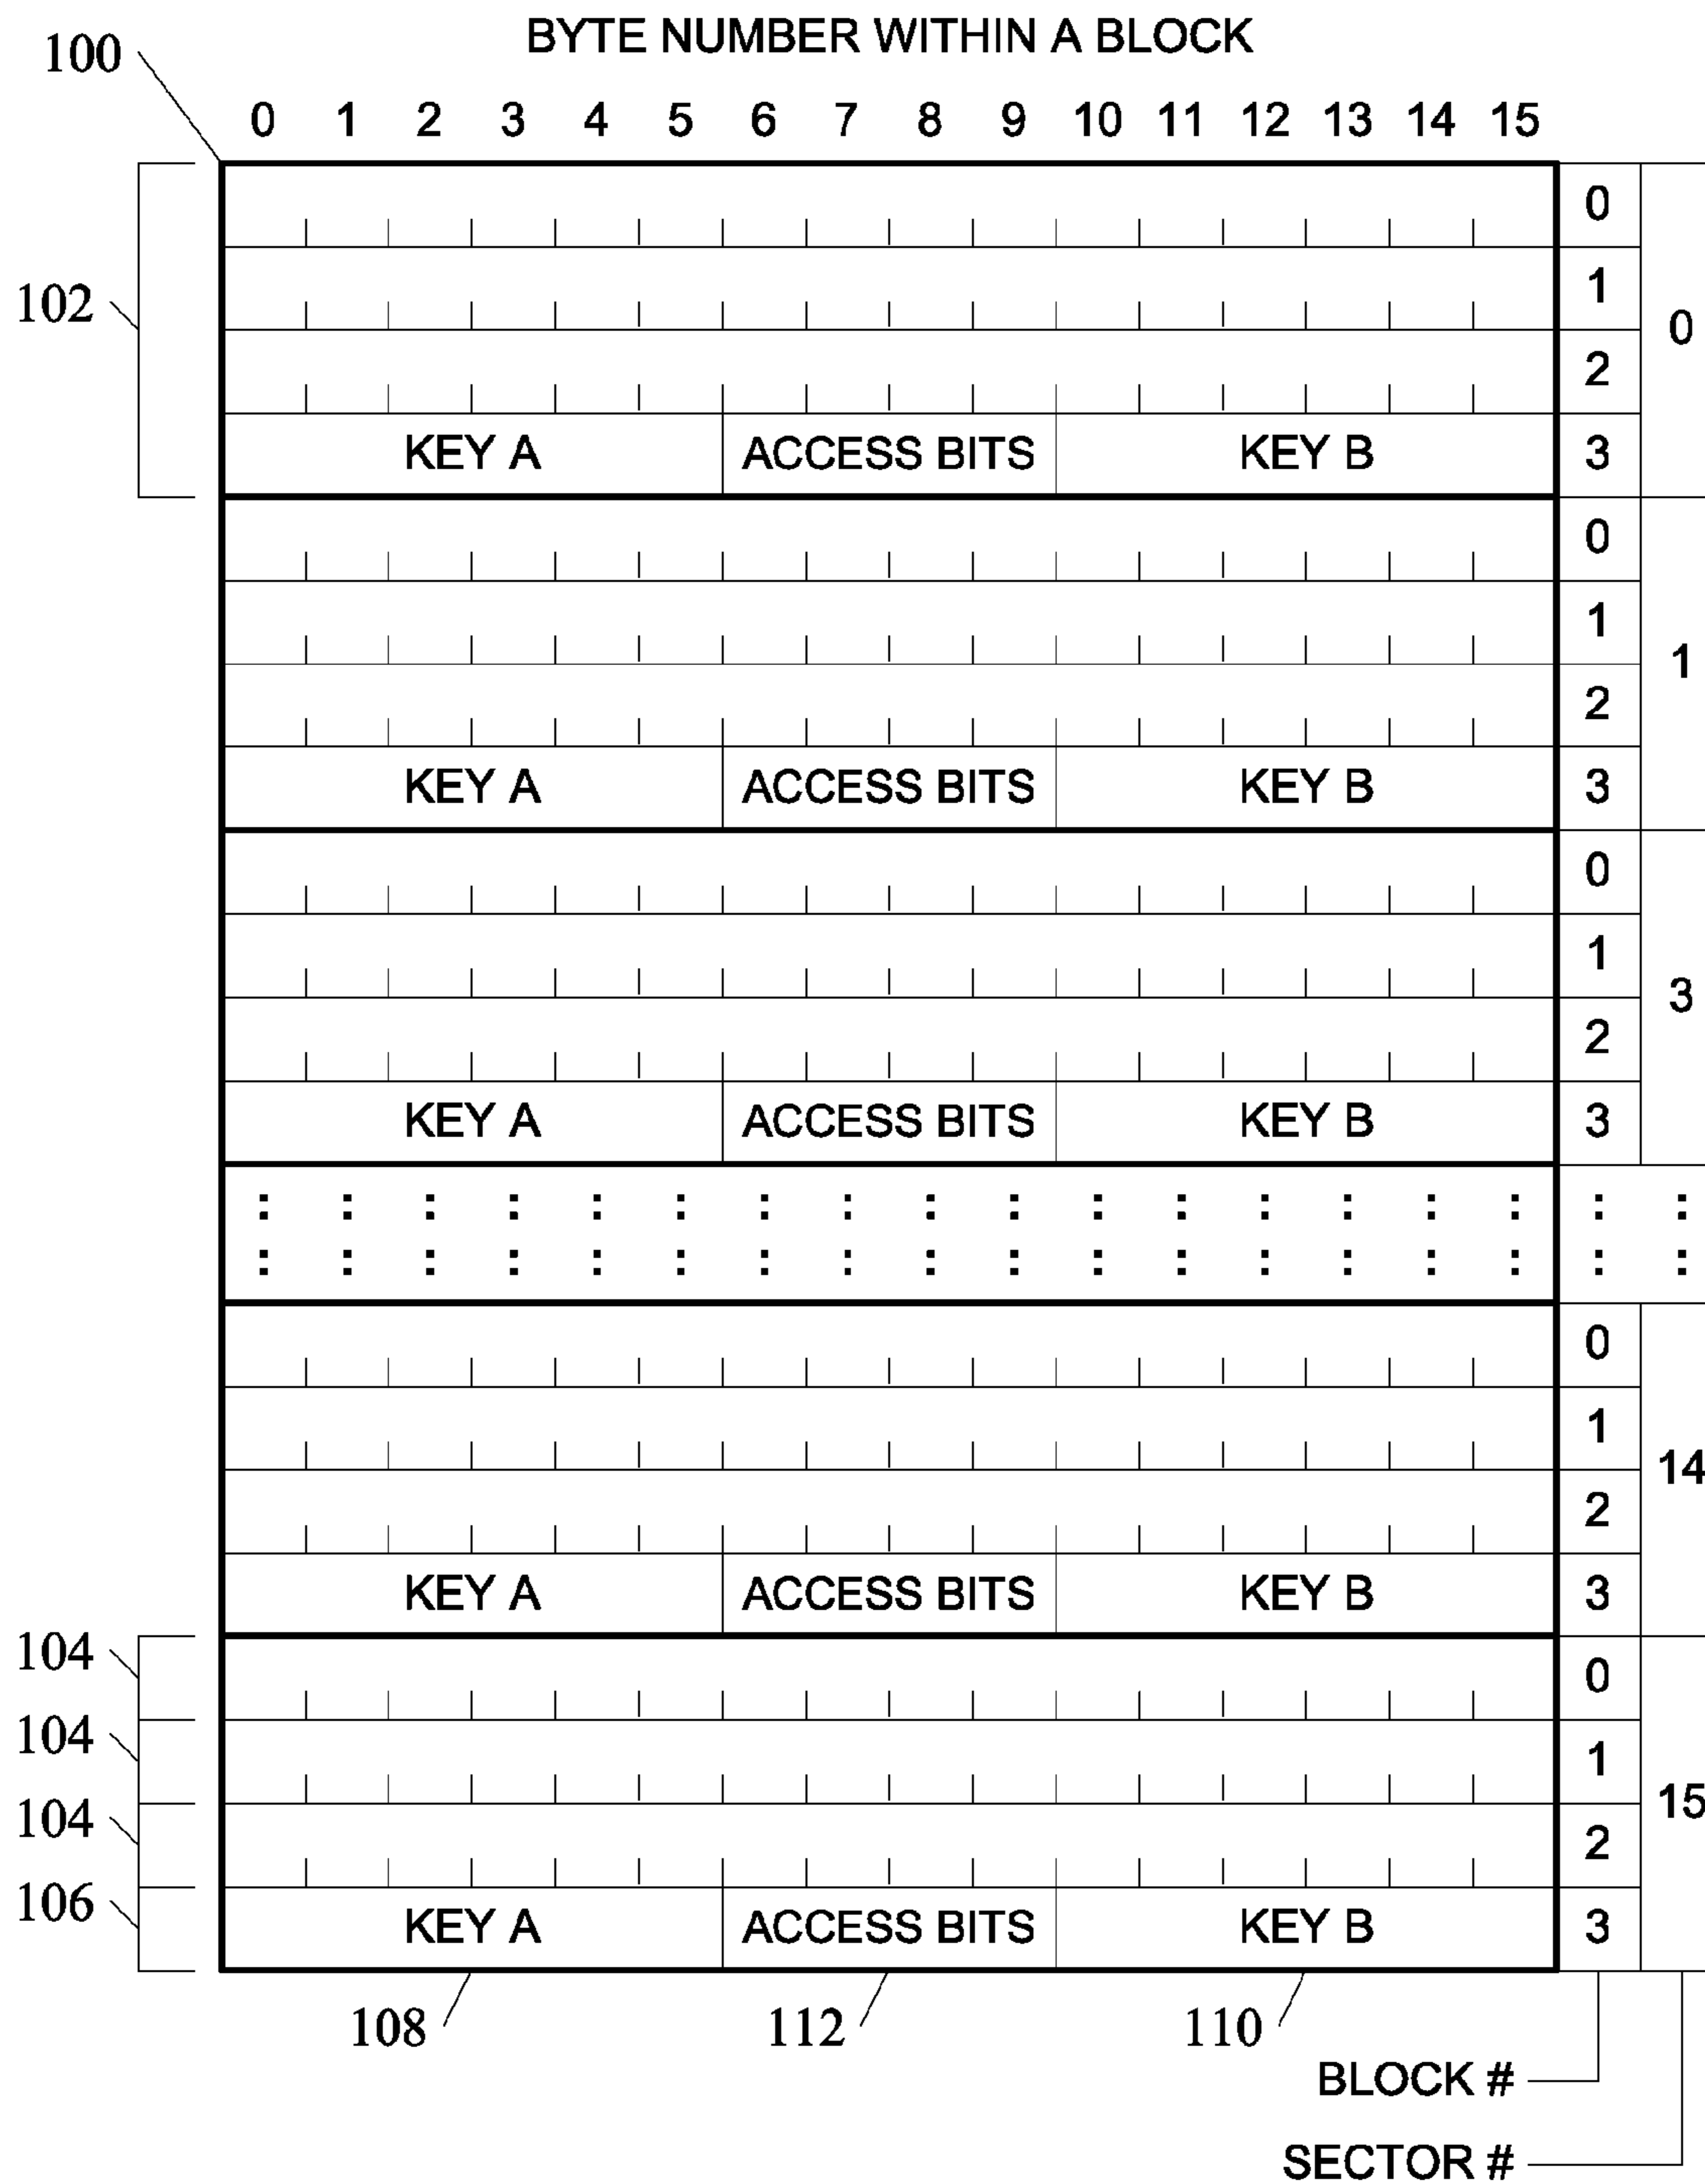 BYTE NUMBER WITHIN A BLOCK
100
0 1 2 3 4 5 6 7 8 9 10 11 12 13 14 15
0
1
102
0
2
KEY A ACCESS BITS KEY B 3
0
1
1
2
KEY A ACCESS BITS KEY B 3
0
1
3
2
KEY A ACCESS BITS KEY B 3
: : : : : : : : : : : : : : : : : :
: : : : : : : : : : : : : : : : : :
0
1
14
2
KEY A ACCESS BITS KEY B 3
104
0
104
1
15
104
2
106
KEY A ACCESS BITS KEY B 3
108 112 110
BLOCK #
SECTOR #